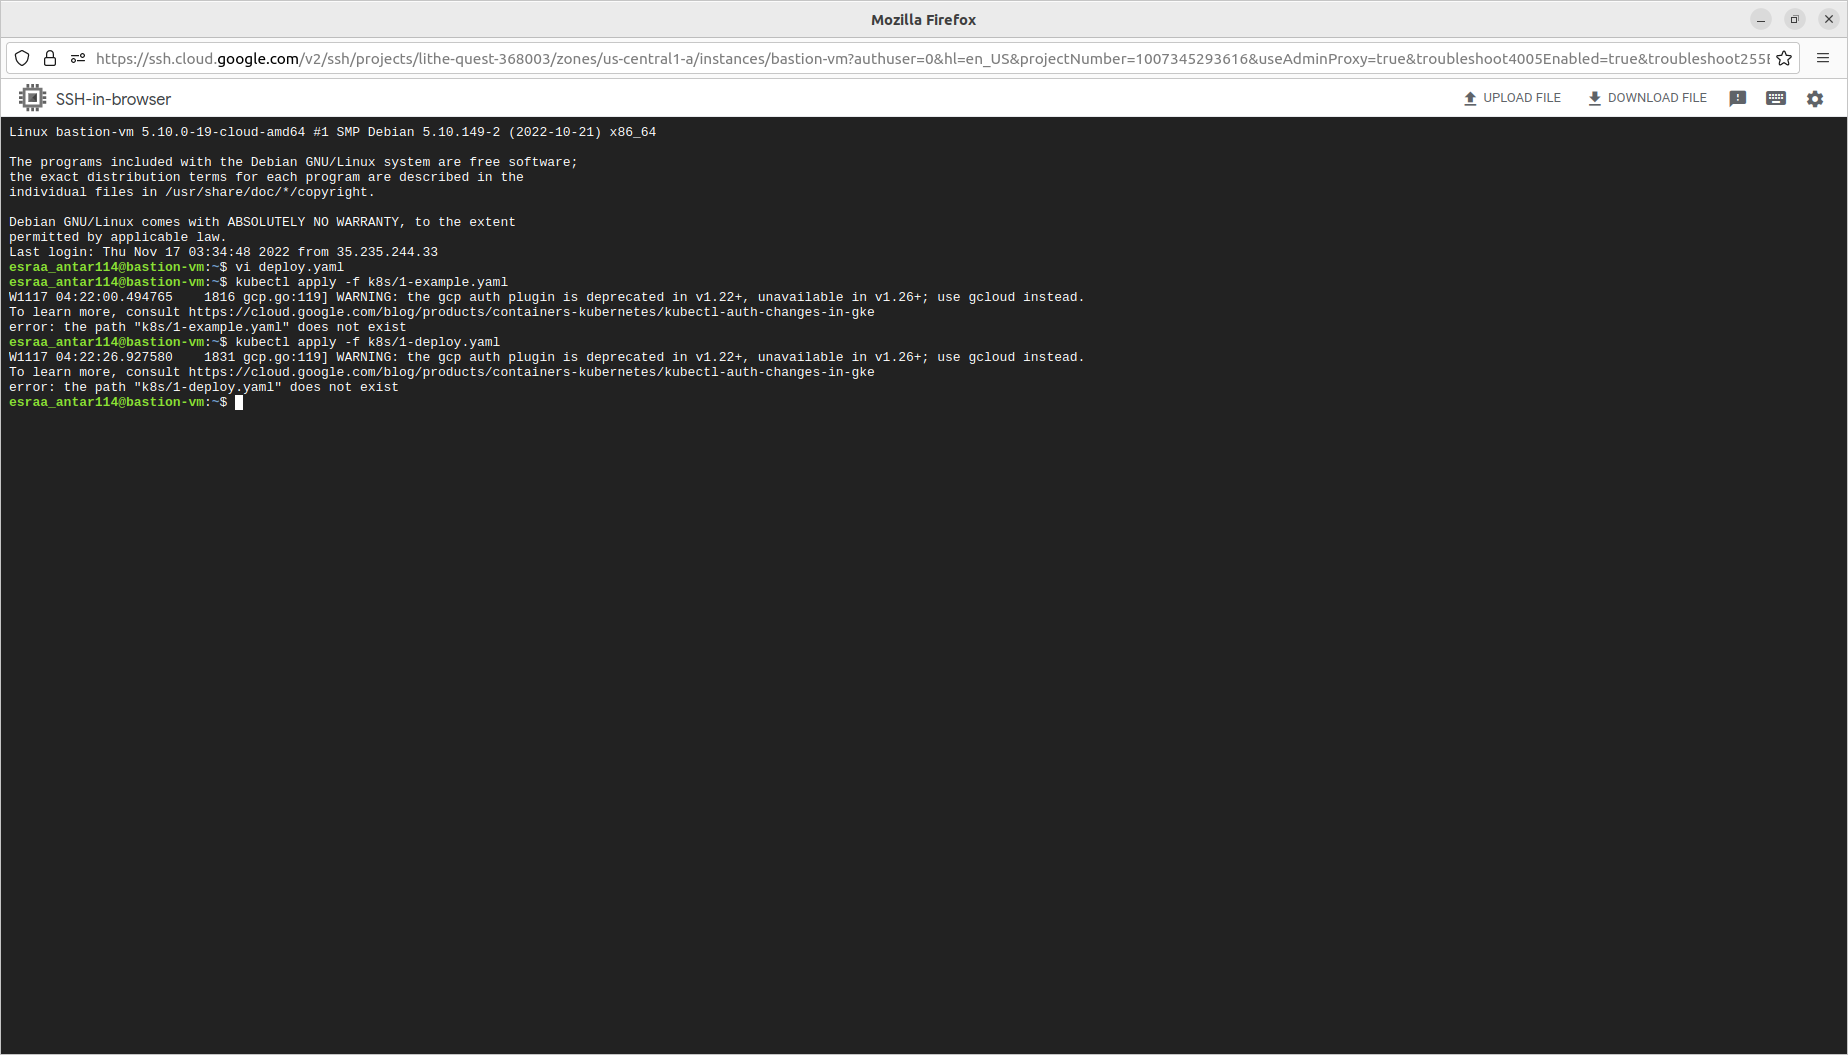 Mozilla Firefox
https://ssh.cloud.google.com/v2/ssh/projects/lithe-quest-368003/zones/us-central1-a/instances/bastion-vm?authuser=0&hl=en_US&projectNumber=1007345293616&useAdminProxy=true&troubleshoot4005Enabled=true&troubleshoot255E
SSH-in-browser
UPLOAD FILE
DOWNLOAD FILE
Linux bastion-vm 5.10.0-19-cloud-amd64 #1 SMP Debian 5.10.149-2 (2022-10-21) x86_64
The programs included with the Debian GNU/Linux system are free software;
the exact distribution terms for each program are described in the
individual files in /usr/share/doc/*/copyright.
Debian GNU/Linux comes with ABSOLUTELY NO WARRANTY, to the extent
permitted by applicable law.
Last login: Thu Nov 17 03:34:48 2022 from 35.235.244.33
esraa_antar114@bastion-vm:~$ vi deploy.yaml
esraa_antar114@bastion-vm:~$ kubectl apply -f k8s/1-example.yaml
W1117 04:22:00.494765    1816 gcp.go:119] WARNING: the gcp auth plugin is deprecated in v1.22+, unavailable in v1.26+; use gcloud instead.
To learn more, consult https://cloud.google.com/blog/products/containers-kubernetes/kubectl-auth-changes-in-gke
error: the path "k8s/1-example.yaml" does not exist
esraa_antar114@bastion-vm:~$ kubectl apply -f k8s/1-deploy.yaml
W1117 04:22:26.927580    1831 gcp.go:119] WARNING: the gcp auth plugin is deprecated in v1.22+, unavailable in v1.26+; use gcloud instead.
To learn more, consult https://cloud.google.com/blog/products/containers-kubernetes/kubectl-auth-changes-in-gke
error: the path "k8s/1-deploy.yaml" does not exist
esraa_antar114@bastion-vm:~$